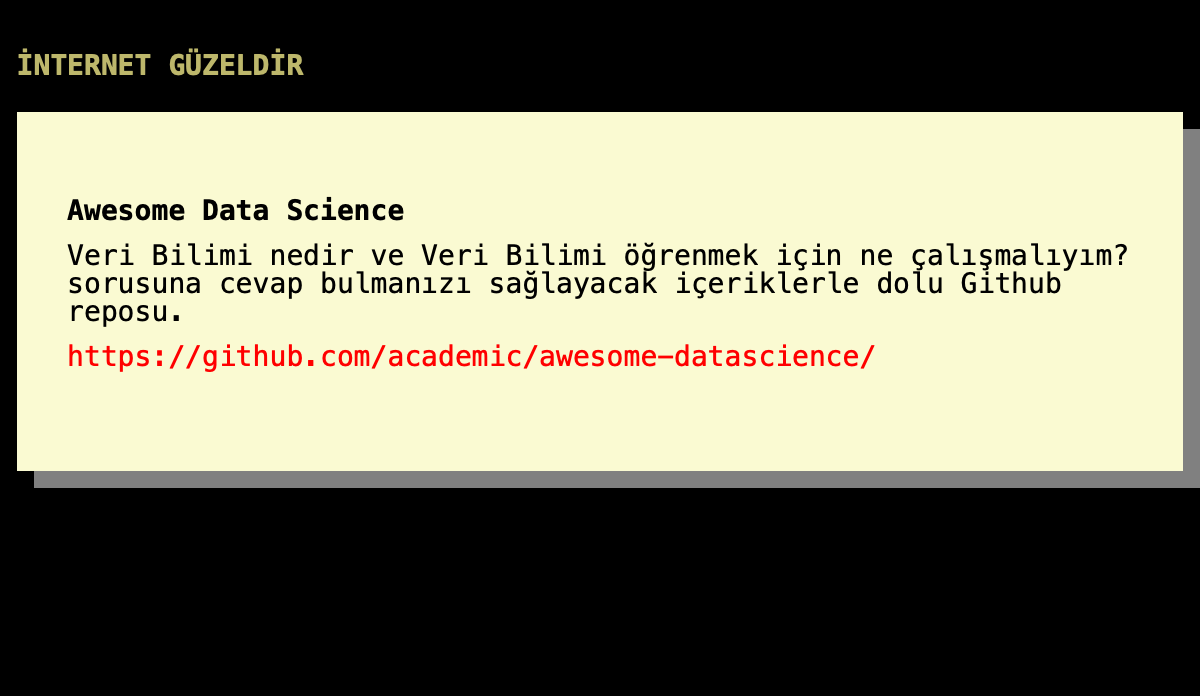 İNTERNET GÜZELDİR
Awesome Data Science
Veri Bilimi nedir ve Veri Bilimi öğrenmek için ne çalışmalıyım?
sorusuna cevap bulmanızı sağlayacak içeriklerle dolu Github
reposu.
https://github.com/academic/awesome-datascience/